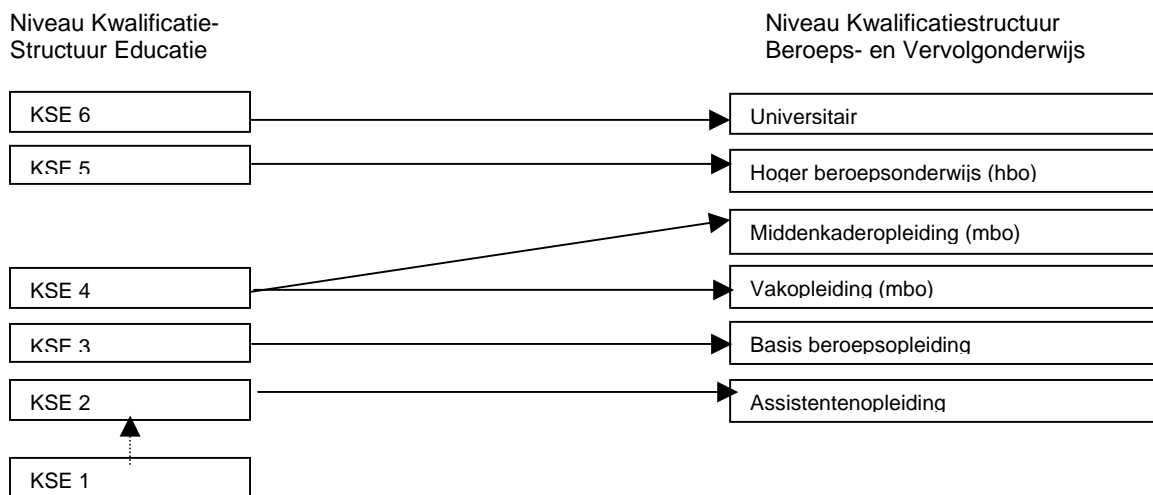 Niveau Kwalificatie-
Structuur Educatie
Niveau Kwalificatiestructuur
Beroeps- en Vervolgonderwijs
KSE 6
Universitair
KSE 5
Hoger beroepsonderwijs (hbo)
Middenkaderopleiding (mbo)
KSE 4
Vakopleiding (mbo)
KSE 3
Basis beroepsopleiding
KSE 2
Assistentenopleiding
KSE 1